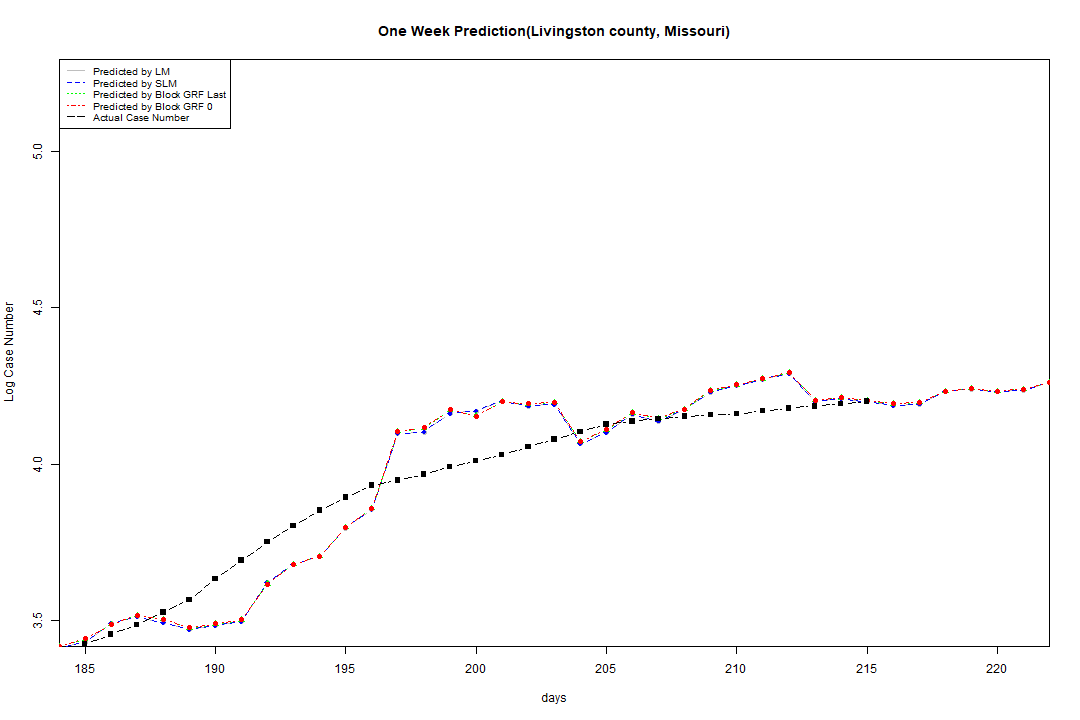 One Week Prediction(Livingston county, Missouri)
Predicted by LM
Predicted by SLM
Predicted by Block GRF Last
Predicted by Block GRF 0
Actual Case Number
5.0
4.5
4.0
3.5
Log Case Number
185 190 195 200 205 210 215 220
days